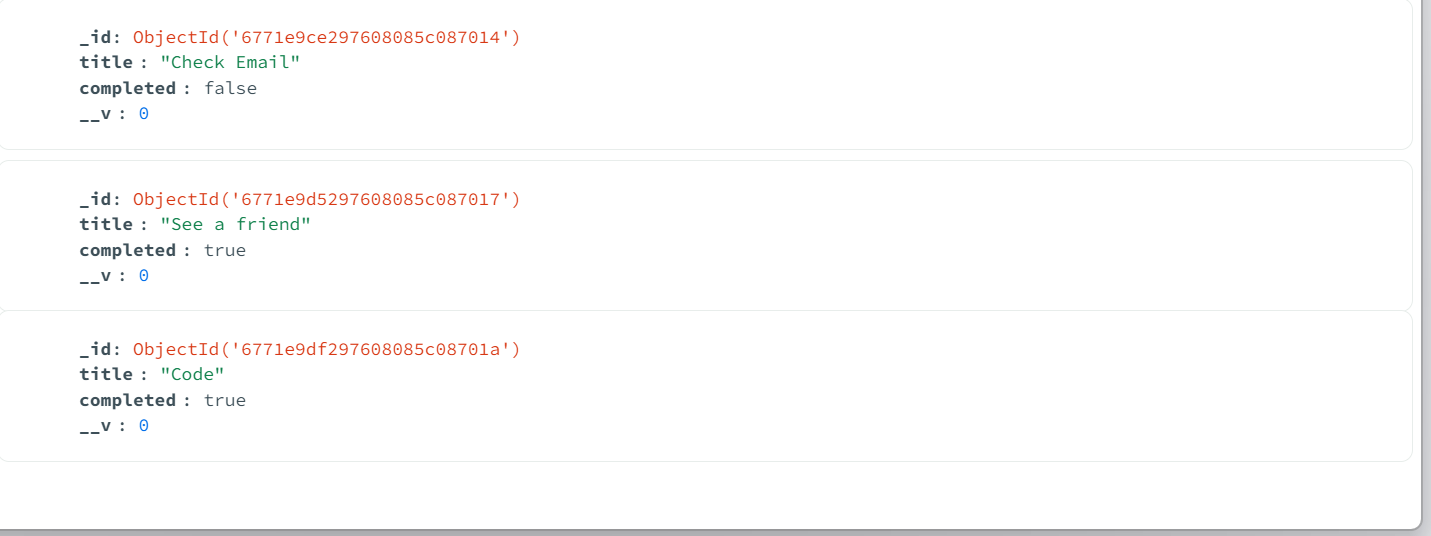 _id: ObjectId('6771e9ce297608085c087014')
title : "Check Email"
completed : false
__v : 0
_id: ObjectId('6771e9d5297608085c087017')
title : "See a friend"
completed : true
__v : 0
_id: ObjectId('6771e9df297608085c08701a')
title : "Code"
completed : true
__v : 0